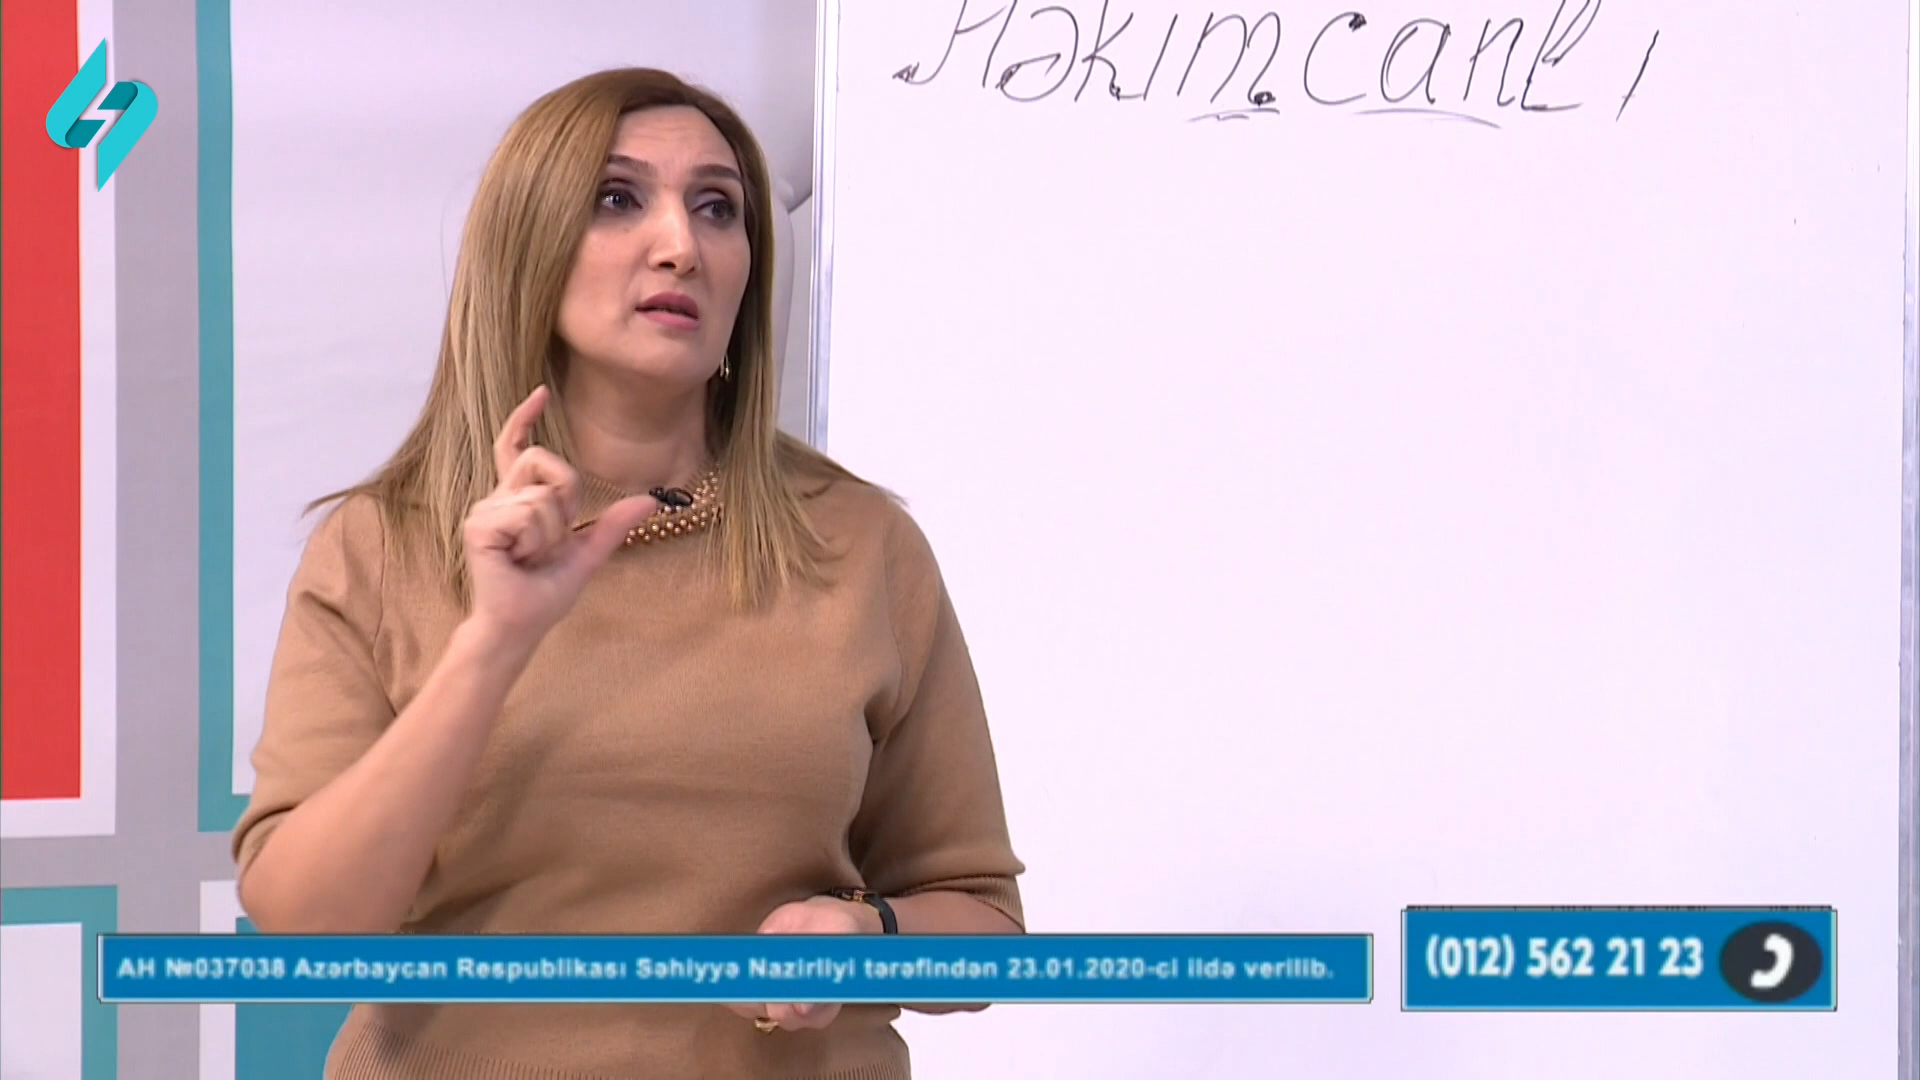 Həkimcanlı
AH №037038 Azərbaycan Respublikası Səhiyyə Nazirliyi tərəfindən 23.01.2020-ci ildə verilib.
(012) 562 21 23